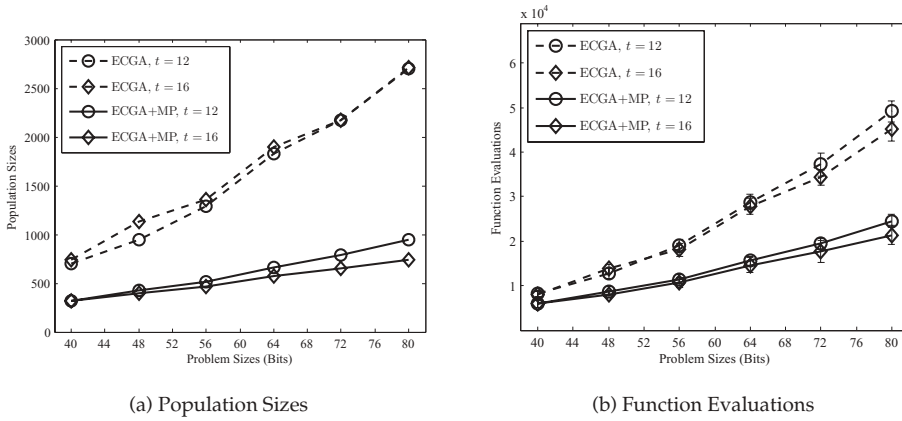 3000
2500
2000
1500
1000
500
0
Population Sizes
ECGA, t = 12
ECGA, t = 16
ECGA+MP, t = 12
ECGA+MP, t = 16
40 44 48 52 56 60 64 68 72 76 80
Problem Sizes (Bits)
(a) Population Sizes
x 10^4
6
5
4
3
2
1
Function Evaluations
ECGA, t = 12
ECGA, t = 16
ECGA+MP, t = 12
ECGA+MP, t = 16
40 44 48 52 56 60 64 68 72 76 80
Problem Sizes (Bits)
(b) Function Evaluations